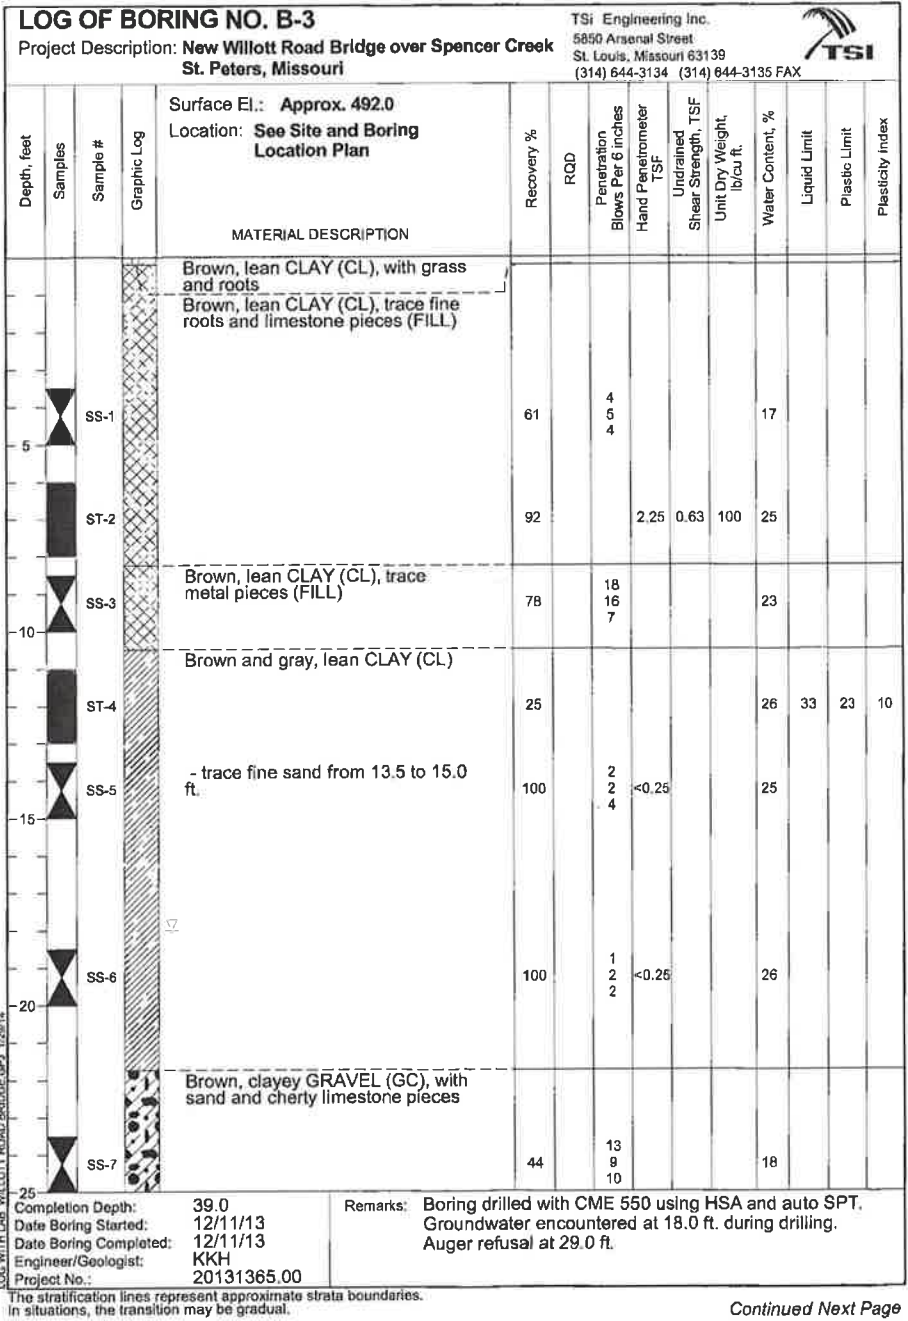 LOG OF BORING NO. B-3
Project Description: New Willott Road Bridge over Spencer Creek
St. Peters, Missouri
TSi Engineering Inc.
5850 Arsenal Street
St. Louis, Missouri 63139
(314) 644-3134 (314) 644-3135 FAX
TSI
Depth, feet
Samples
Sample #
Graphic Log
Surface El.: Approx. 492.0
Location: See Site and Boring
Location Plan
MATERIAL DESCRIPTION
Recovery %
RQD
Penetration
Blows Per 6 inches
Hand Penetrometer
TSF
Undrained
Shear Strength, TSF
Unit Dry Weight,
lb/cu ft.
Water Content, %
Liquid Limit
Plastic Limit
Plasticity Index
Brown, lean CLAY (CL), with grass
and roots
Brown, lean CLAY (CL), trace fine
roots and limestone pieces (FILL)
4
SS-1 61 5 17
4
5
ST-2 92 2.25 0.63 100 25
Brown, lean CLAY (CL), trace
metal pieces (FILL)
18
SS-3 78 16 23
7
10
Brown and gray, lean CLAY (CL)
ST-4 25 26 33 23 10
- trace fine sand from 13.5 to 15.0
ft.
2
SS-5 100 2 <0.25 25
4
15
1
SS-6 100 2 <0.25 26
2
20
Brown, clayey GRAVEL (GC), with
sand and cherty limestone pieces
13
SS-7 44 9 18
10
25
Completion Depth: 39.0
Date Boring Started: 12/11/13
Date Boring Completed: 12/11/13
Engineer/Geologist: KKH
Project No.: 20131365.00
Remarks: Boring drilled with CME 550 using HSA and auto SPT.
Groundwater encountered at 18.0 ft. during drilling.
Auger refusal at 29.0 ft.
The stratification lines represent approximate strata boundaries.
In situations, the transition may be gradual.
Continued Next Page